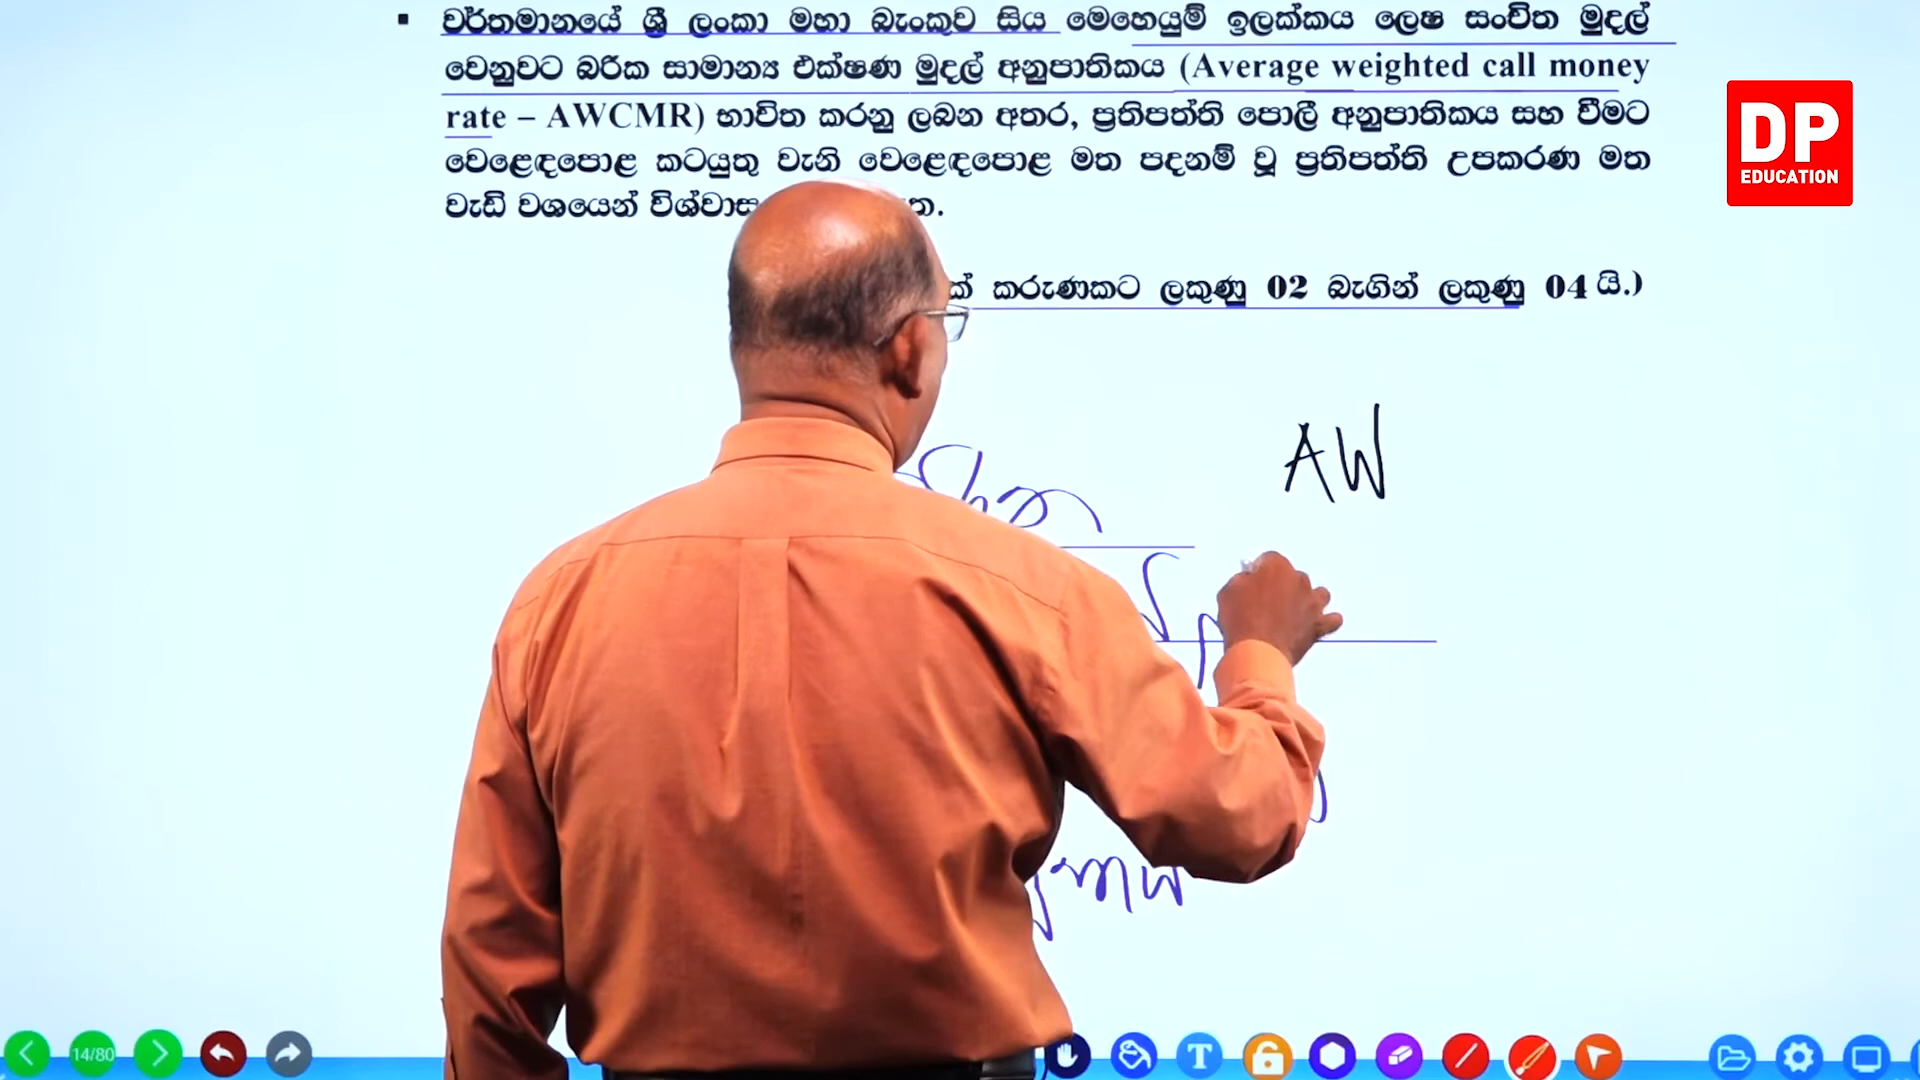 ▪ වර්තමානයේ ශ්‍රී ලංකා මහා බැංකුව සිය මෙහෙයුම් ඉලක්කය ලෙෂ සංචිත මුදල්
වෙනුවට බරික සාමාන්‍ය එක්ෂණ මුදල් අනුපාතිකය (Average weighted call money
rate – AWCMR) භාවිත කරනු ලබන අතර, ප්‍රතිපත්ති පොලී අනුපාතිකය සහ වීමට
වෙළෙඳපොළ කටයුතු වැනි වෙළෙඳපොළ මත පදනම් වූ ප්‍රතිපත්ති උපකරණ මත
වැඩි වශයෙන්
කරුණකට ලකුණු 02 බැගින් ලකුණු 04 යි.)
AW
DP
EDUCATION
14/80